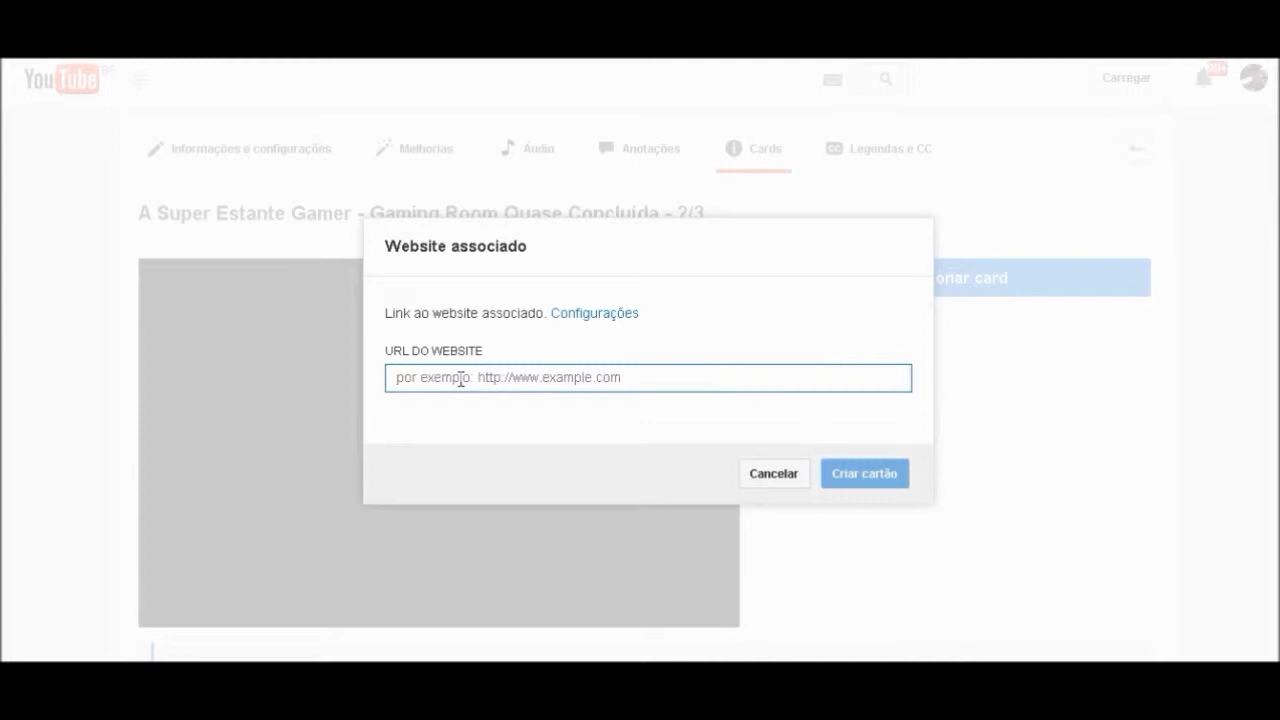 YouTube BR
Carregar
Informações e configurações Melhorias Áudio Anotações Cards Legendas e CC
A Super Estante Gamer - Gaming Room Quase Concluída - 2/3
Website associado
onar card
Link ao website associado. Configurações
URL DO WEBSITE
por exemplo: http://www.example.com
Cancelar Criar cartão